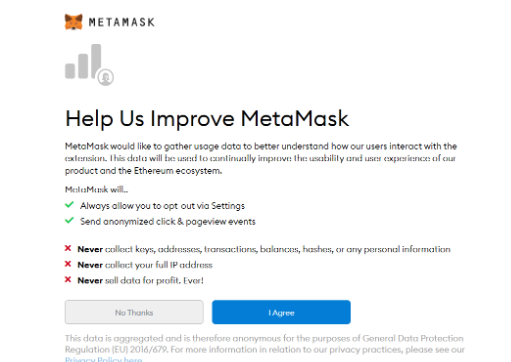 METAMASK
Help Us Improve MetaMask
MetaMask would like to gather usage data to better understand how our users interact with the
extension. This data will be used to continually improve the usability and user experience of our
product and the Ethereum ecosystem.
MetaMask will..
Always allow you to opt-out via Settings
Send anonymized click & pageview events
Never collect keys, addresses, transactions, balances, hashes, or any personal information
Never collect your full IP address
Never sell data for profit. Ever!
No Thanks
I Agree
This data is aggregated and is therefore anonymous for the purposes of General Data Protection
Regulation (EU) 2016/679. For more information in relation to our privacy practices, please see our
Privacy Policy here